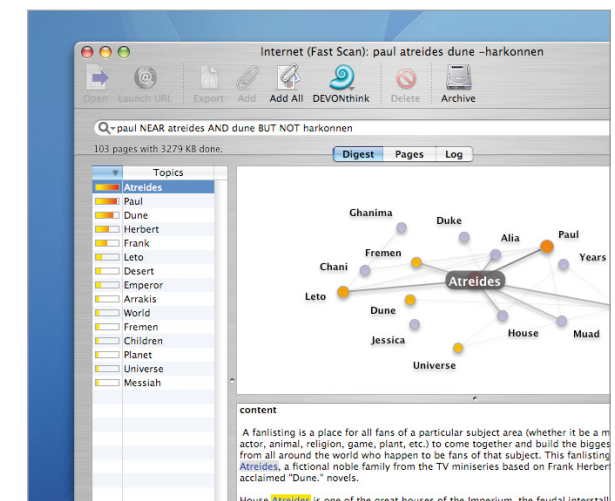 Internet (Fast Scan): paul atreides dune –harkonnen
Open Launch URL Export Add Add All DEVONthink Delete Archive
paul NEAR atreides AND dune BUT NOT harkonnen
103 pages with 3279 KB done.
Digest Pages Log
Topics
Atreides
Paul
Dune
Herbert
Frank
Leto
Desert
Emperor
Arrakis
World
Fremen
Children
Planet
Universe
Messiah
Ghanima
Duke
Alia
Paul
Fremen
Years
Chani
Atreides
Leto
Dune
House
Muad
Jessica
Universe
content
A fanlisting is a place for all fans of a particular subject area (whether it be a m
actor, animal, religion, game, plant, etc.) to come together and build the bigges
from all around the world who happen to be fans of that subject. This fanlisting
Atreides, a fictional noble family from the TV miniseries based on Frank Herbert
acclaimed "Dune." novels.
House Atreides is one of the great houses of the Imperium, the feudal interstall